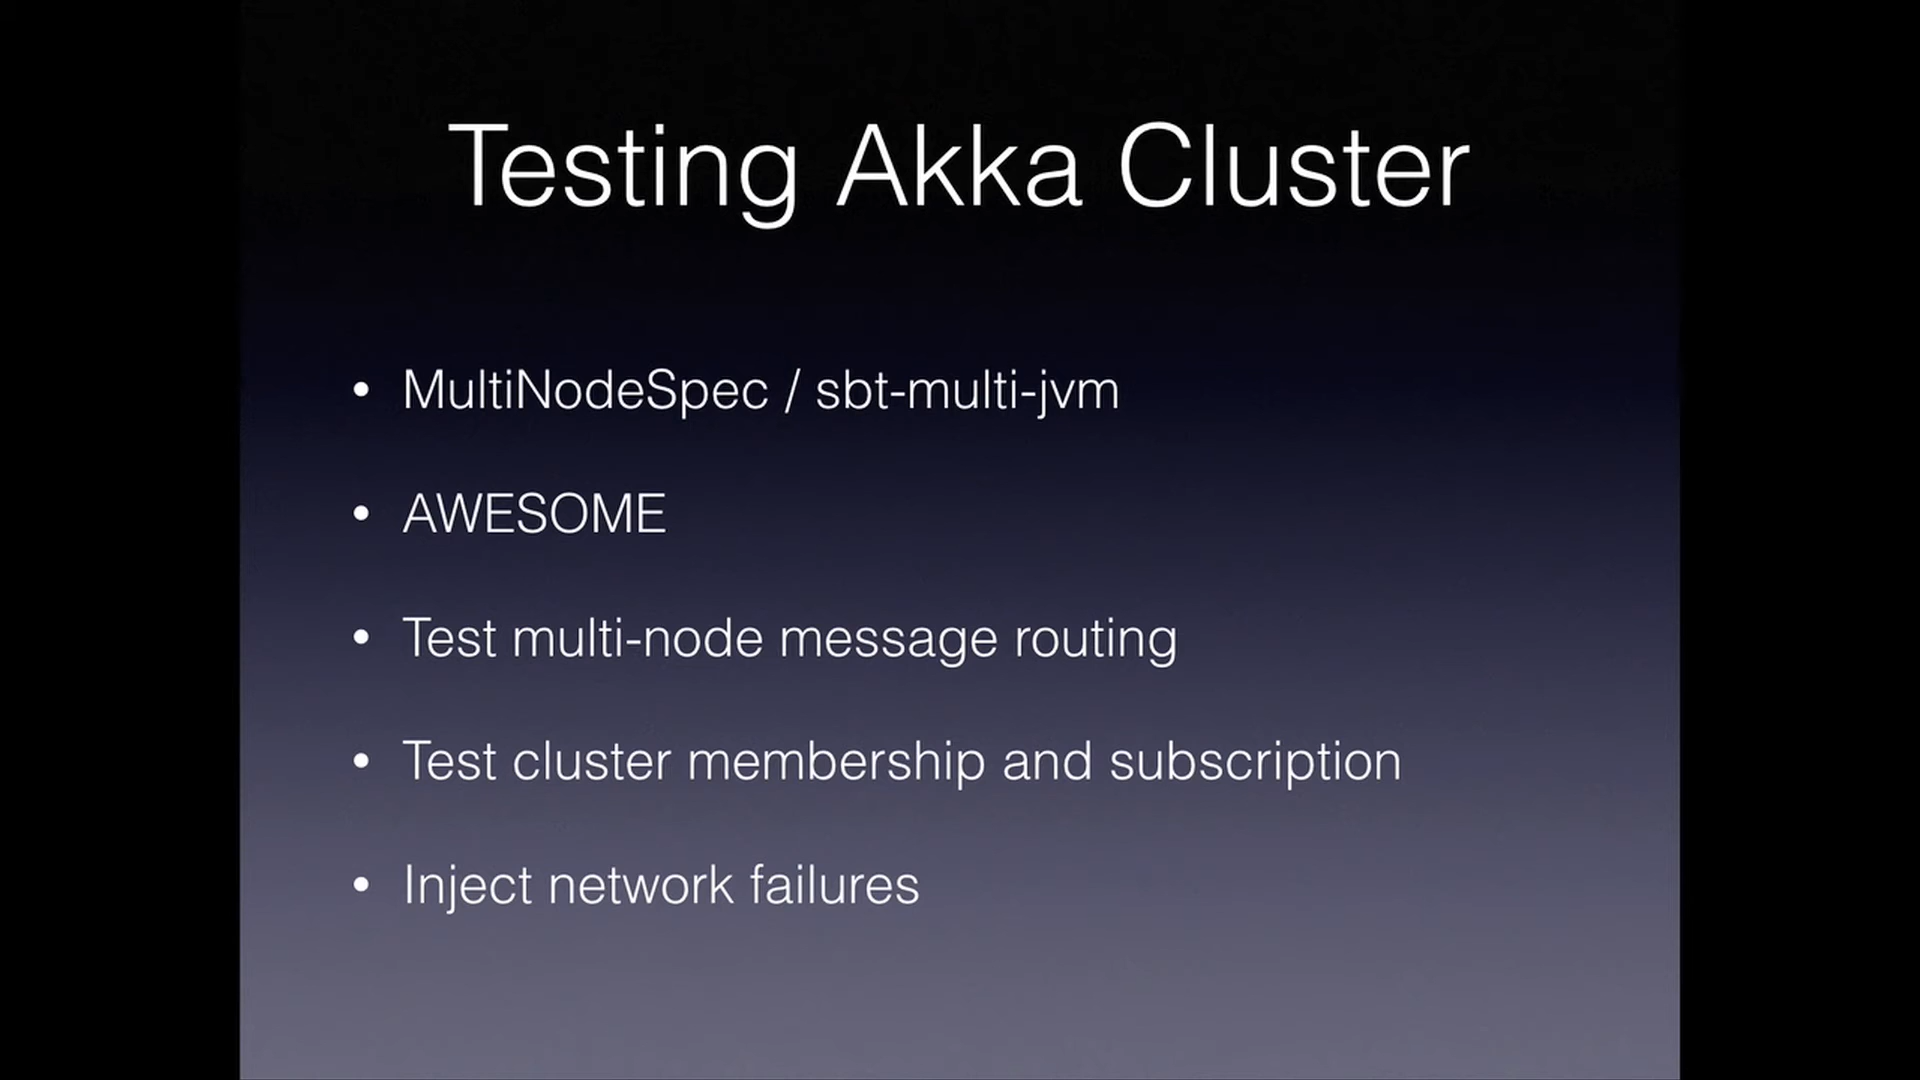 Testing Akka Cluster
• MultiNodeSpec / sbt-multi-jvm
• AWESOME
• Test multi-node message routing
• Test cluster membership and subscription
• Inject network failures